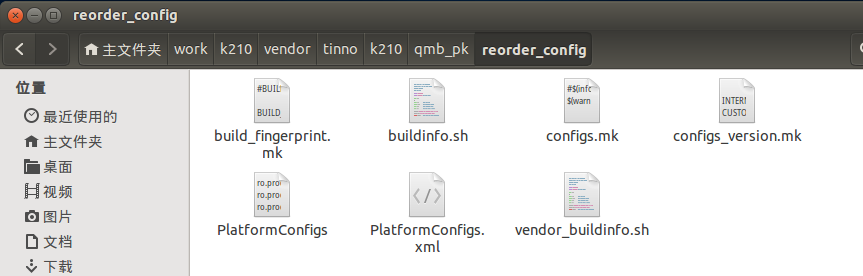 reorder_config
主文件夹 work k210 vendor tinno k210 qmb_pk reorder_config
位置
最近使用的
主文件夹
桌面
视频
图片
文档
下载
#BUIL
BUILD_
#$(info
$(warn
INTERN
CUSTO
build_fingerprint.
mk
buildinfo.sh
configs.mk
configs_version.mk
ro.pro
ro.pro
ro.pro
</>
PlatformConfigs
PlatformConfigs.
xml
vendor_buildinfo.sh